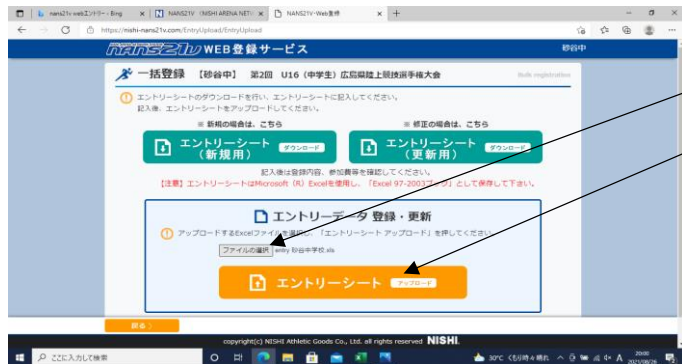 nans21v-webエントリー - Bing
NANS21V（NISHI ARENA NET）
NANS21V-Web登録
https://nishi-nans21v.com/EntryUpload/EntryUpload
NANS21V WEB登録サービス
砂谷中
一括登録 【砂谷中】 第2回 U16（中学生）広島県陸上競技選手権大会
Bulk registration
エントリーシートのダウンロードを行い、エントリーシートに記入してください。
記入後、エントリーシートをアップロードしてください。
※ 新規の場合は、こちら
※ 修正の場合は、こちら
エントリーシート（新規用） ダウンロード
エントリーシート（更新用） ダウンロード
記入後は登録内容、参加費等を確認してください。
【注意】エントリーシートはMicrosoft（R）Excelを使用し、「Excel 97-2003ブック」として保存して下さい。
エントリーデータ 登録・更新
アップロードするExcelファイルを選択し、「エントリーシート アップロード」を押してください。
ファイルの選択 entry 砂谷中学校.xls
エントリーシート アップロード
戻る
copyright(c) NISHI Athletic Goods Co., Ltd. all rights reserved NISHI.
ここに入力して検索
30°C くもり時々晴れ
A
20:00
2021/08/26